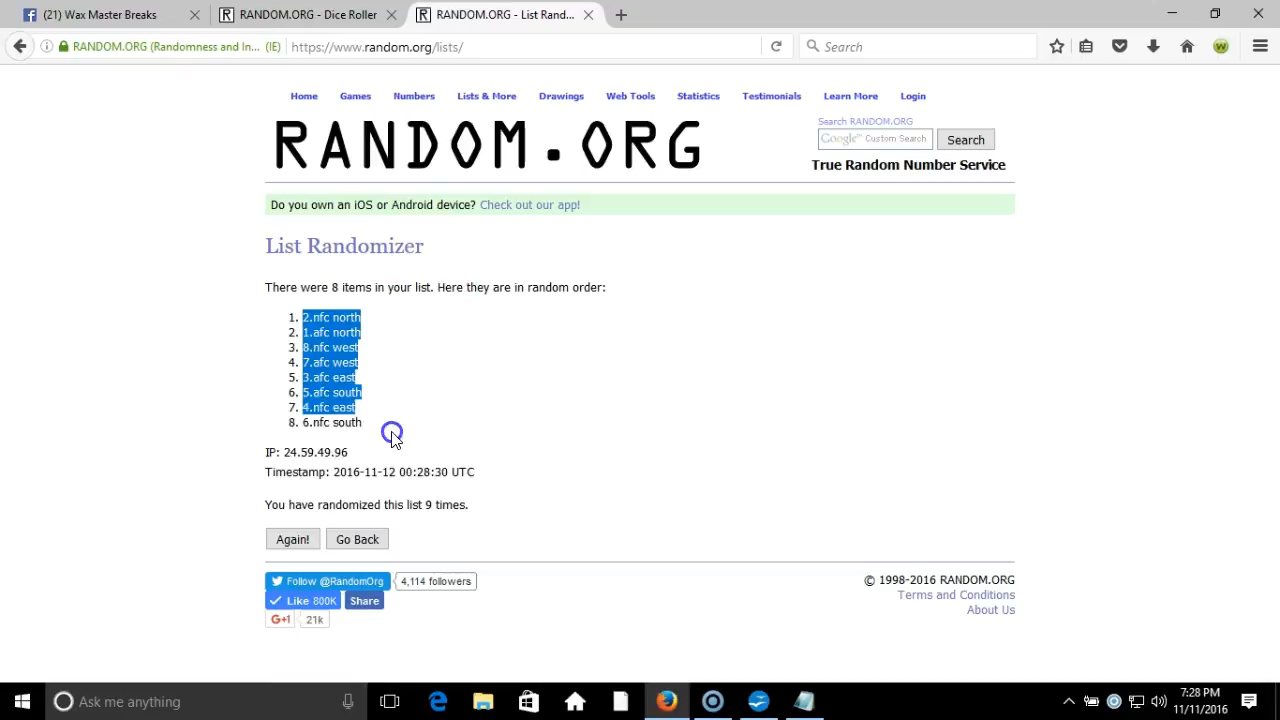 (21) Wax Master Breaks
RANDOM.ORG - Dice Roller
RANDOM.ORG - List Rand...
RANDOM.ORG (Randomness and In... (IE)
https://www.random.org/lists/
Search
Home Games Numbers Lists & More Drawings Web Tools Statistics Testimonials Learn More Login
RANDOM.ORG
Search RANDOM.ORG
Google™ Custom Search
Search
True Random Number Service
Do you own an iOS or Android device? Check out our app!
List Randomizer
There were 8 items in your list. Here they are in random order:
1. 2.nfc north
2. 1.afc north
3. 8.nfc west
4. 7.afc west
5. 3.afc east
6. 5.afc south
7. 4.nfc east
8. 6.nfc south
IP: 24.59.49.96
Timestamp: 2016-11-12 00:28:30 UTC
You have randomized this list 9 times.
Again! Go Back
Follow @RandomOrg 4,114 followers
Like 800K Share
G+1 21k
© 1998-2016 RANDOM.ORG
Terms and Conditions
About Us
Ask me anything
7:28 PM
11/11/2016